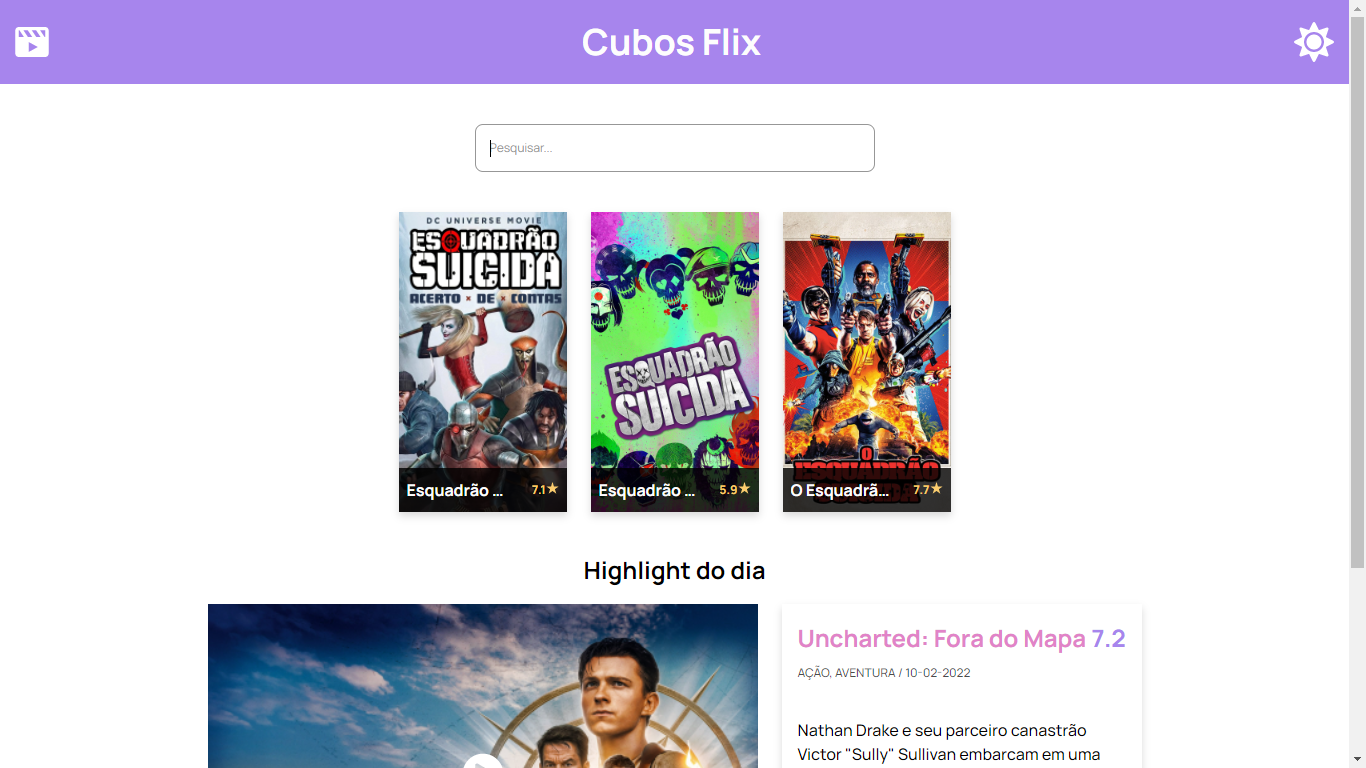 Cubos Flix
Pesquisar...
DC UNIVERSE MOVIE
ESQUADRÃO
SUICIDA
ACERTO × DE × CONTAS
Esquadrão ... 7.1★
ESQUADRÃO
SUICIDA
Esquadrão ... 5.9★
O
ESQUADRÃO
O Esquadrã... 7.7★
Highlight do dia
Uncharted: Fora do Mapa 7.2
AÇÃO, AVENTURA / 10-02-2022
Nathan Drake e seu parceiro canastrão
Victor "Sully" Sullivan embarcam em uma